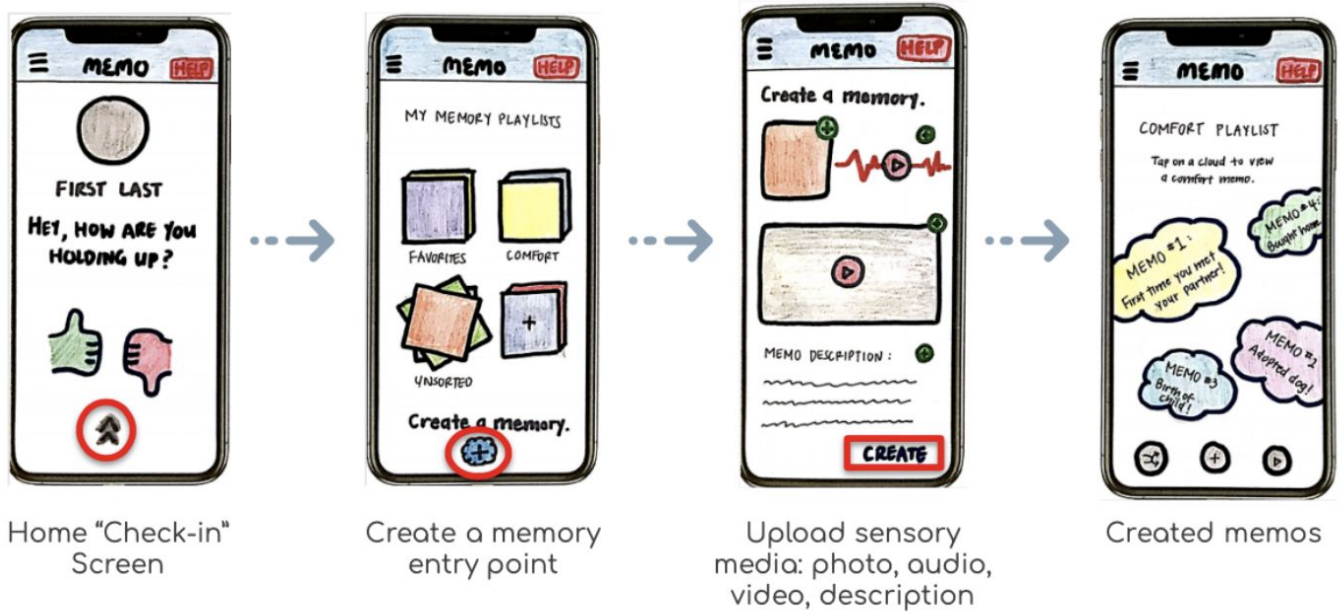 MEMO HELP
FIRST LAST
HEY, HOW ARE YOU
HOLDING UP?
Home “Check-in”
Screen
MEMO HELP
MY MEMORY PLAYLISTS
FAVORITES COMFORT
+
UNSORTED
Create a memory.
+
Create a memory
entry point
MEMO HELP
Create a memory.
+ +
+
MEMO DESCRIPTION: +
CREATE
Upload sensory
media: photo, audio,
video, description
MEMO HELP
COMFORT PLAYLIST
Tap on a cloud to view
a comfort memo.
MEMO #4:
Bought home
MEMO #1:
First time you met
your partner!
MEMO #2
Adopted dog!
MEMO #3
Birth of
child!
+
Created memos